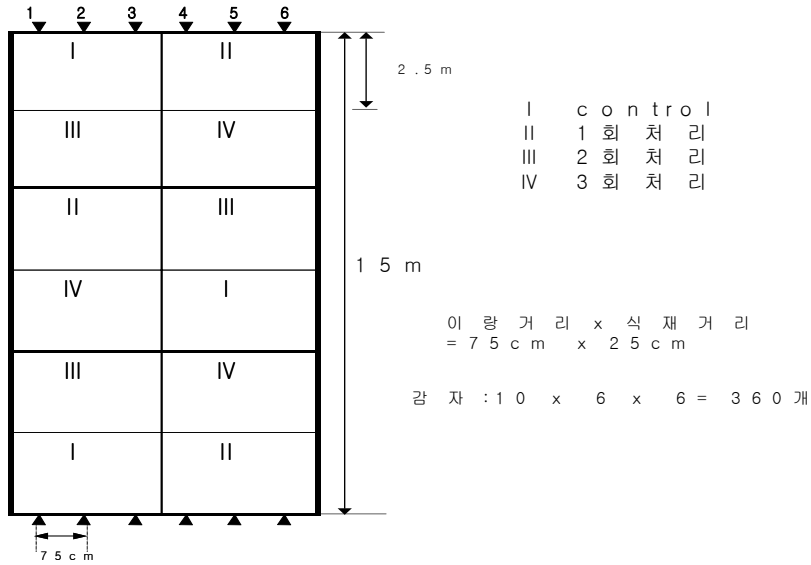 1 2 3 4 5 6
I II
2.5m
III IV
I control
II 1회 처리
III 2회 처리
IV 3회 처리
II III
15m
IV I
이랑거리 x 식재거리
= 75cm x 25cm
III IV
감자 :10 x 6 x 6= 360개
I II
75cm